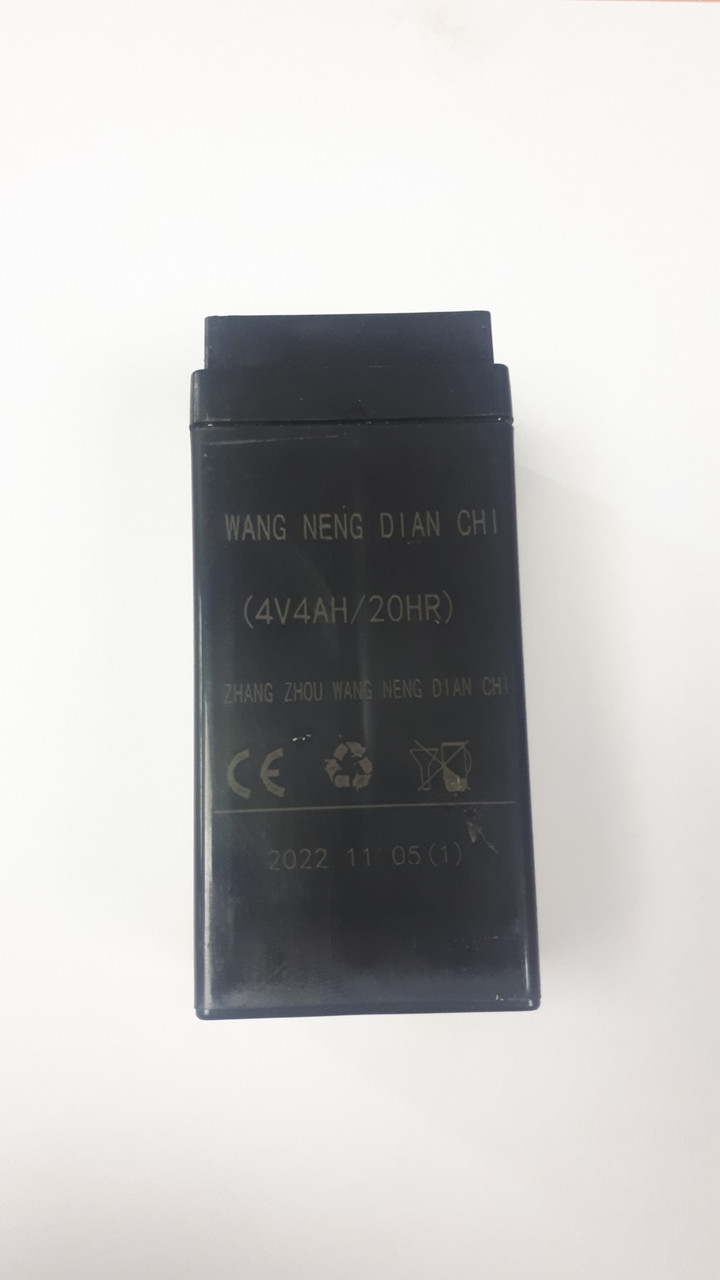 WANG NENG DIAN CHI
(4V4AH/20HR)
ZHANG ZHOU WANG NENG DIAN CHI
CE
2022 11 05(1)